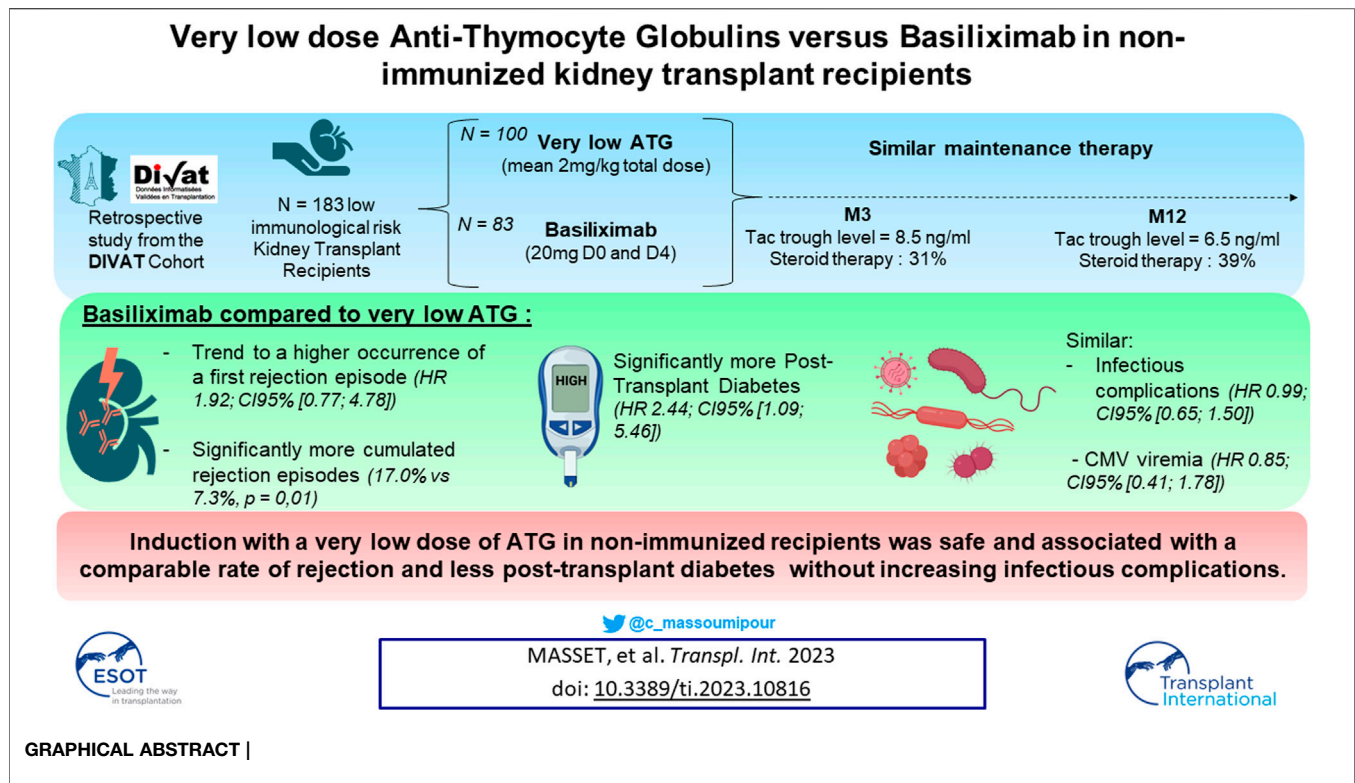 Very low dose Anti-Thymocyte Globulins versus Basiliximab in non-
immunized kidney transplant recipients
DiVat
Données Informatisées
Validées en Transplantation
Retrospective
study from the
DIVAT Cohort
N = 183 low
immunological risk
Kidney Transplant
Recipients
N = 100 Very low ATG
(mean 2mg/kg total dose)
N = 83 Basiliximab
(20mg D0 and D4)
Similar maintenance therapy
M3
Tac trough level = 8.5 ng/ml
Steroid therapy : 31%
M12
Tac trough level = 6.5 ng/ml
Steroid therapy : 39%
Basiliximab compared to very low ATG :
- Trend to a higher occurrence of
a first rejection episode (HR
1.92; CI95% [0.77; 4.78])
- Significantly more cumulated
rejection episodes (17.0% vs
7.3%, p = 0,01)
HIGH
Significantly more Post-
Transplant Diabetes
(HR 2.44; CI95% [1.09;
5.46])
Similar:
- Infectious
complications (HR 0.99;
CI95% [0.65; 1.50])
- CMV viremia (HR 0.85;
CI95% [0.41; 1.78])
Induction with a very low dose of ATG in non-immunized recipients was safe and associated with a
comparable rate of rejection and less post-transplant diabetes without increasing infectious complications.
@c_massoumipour
ESOT
Leading the way
in transplantation
MASSET, et al. Transpl. Int. 2023
doi: 10.3389/ti.2023.10816
Transplant
International
GRAPHICAL ABSTRACT |